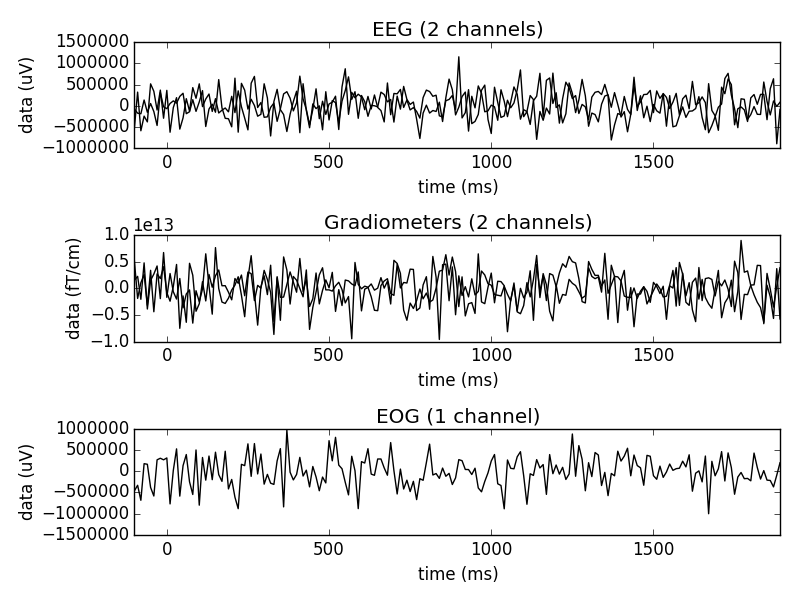 EEG (2 channels)
1500000
1000000
500000
0
−500000
−1000000
data (uV)
0 500 1000 1500
time (ms)
Gradiometers (2 channels)
1e13
1.0
0.5
0.0
−0.5
−1.0
data (fT/cm)
0 500 1000 1500
time (ms)
EOG (1 channel)
1000000
500000
0
−500000
−1000000
−1500000
data (uV)
0 500 1000 1500
time (ms)